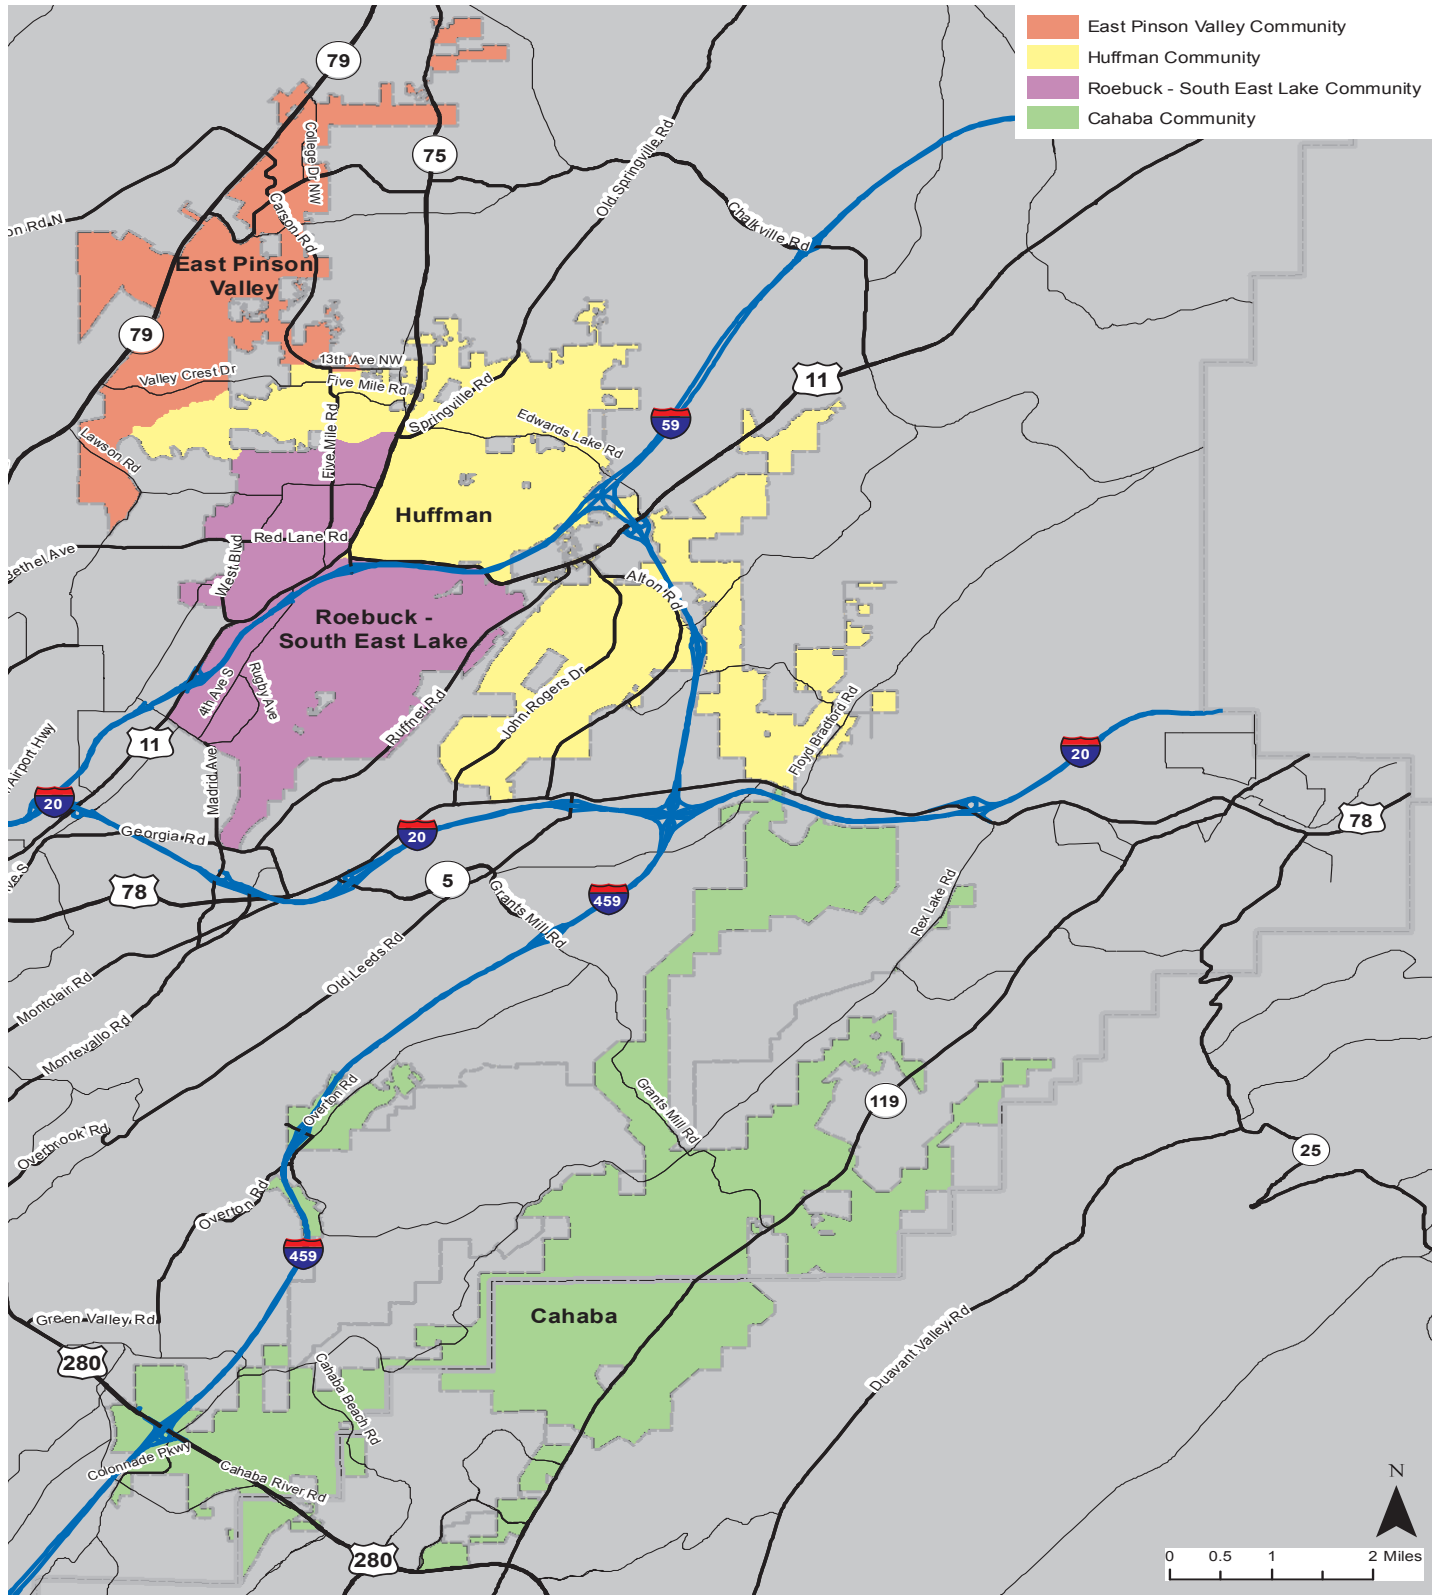 East Pinson Valley Community
Huffman Community
Roebuck - South East Lake Community
Cahaba Community
79
75
College Dr NW
Old Springville Rd
Chalkville Rd
on Rd N
Carson Rd
East Pinson
Valley
79
13th Ave NW
Valley Crest Dr
Five Mile Rd
Springville Rd
11
59
Edwards Lake Rd
Lawson Rd
Five Mile Rd
Huffman
Red Lane Rd
Bethel Ave
West Blvd
Alton Rd
Roebuck -
South East Lake
4th Ave S
Rugby Ave
Ruffner Rd
John Rogers Dr
Floyd Bradford Rd
11
Airport Hwy
Madrid Ave
20
20
Georgia Rd
20
78
ve S
78
5
459
Grants Mill Rd
Rex Lake Rd
Old Leeds Rd
Montclair Rd
Montevallo Rd
Overton Rd
Grants Mill Rd
119
Overbrook Rd
25
Overton Rd
459
Cahaba
Green Valley Rd
280
Duavant Valley Rd
Cahaba Beach Rd
Colonnade Pkwy
Cahaba River Rd
280
N
0 0.5 1 2 Miles